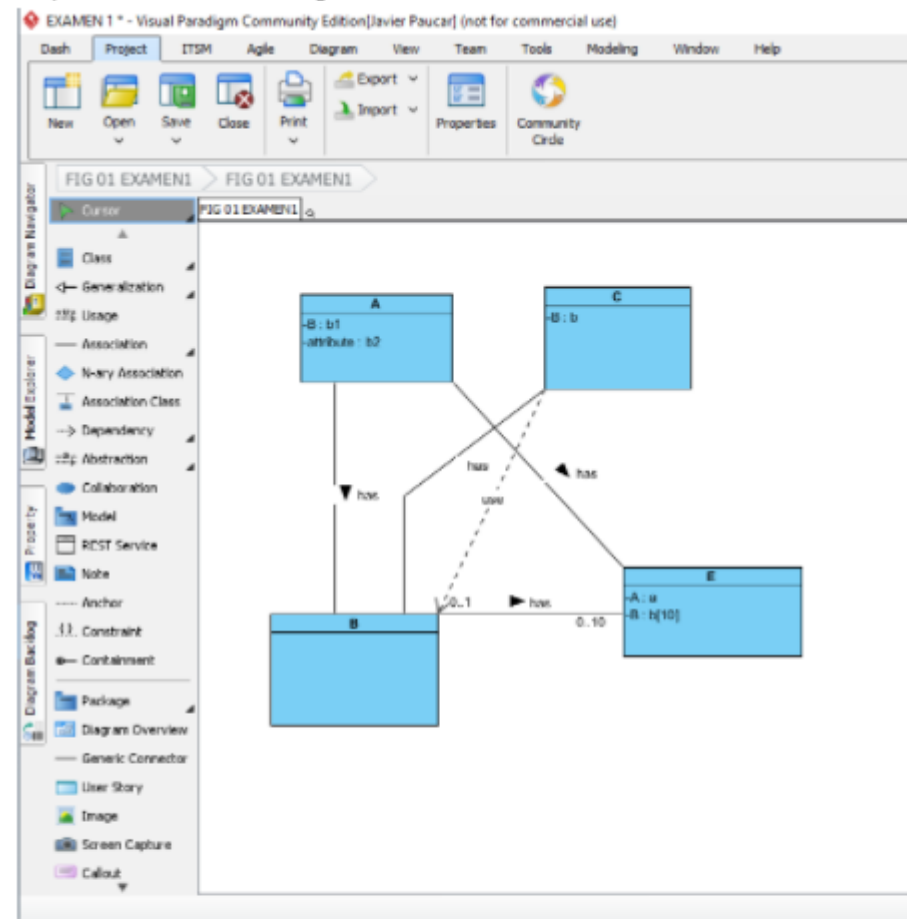 EXAMEN 1 * - Visual Paradigm Community Edition[Javier Paucar] (not for commercial use)
Dash Project ITSM Agile Diagram View Team Tools Modeling Window Help
New Open Save Close Print Export Import Properties Community Circle
FIG 01 EXAMEN1 FIG 01 EXAMEN1
FIG 01 EXAMEN1
Diagram Navigator
Model Explorer
Property
Diagram Backlog
Cursor
Class
Generalization
Usage
Association
N-ary Association
Association Class
Dependency
Abstraction
Collaboration
Model
REST Service
Note
Anchor
Constraint
Containment
Package
Diagram Overview
Generic Connector
User Story
Image
Screen Capture
Callout
A
-B : b1
-attribute : b2
C
-B : b
has
has
has
use
0..1
has
0..10
B
E
-A : a
-B : b[10]